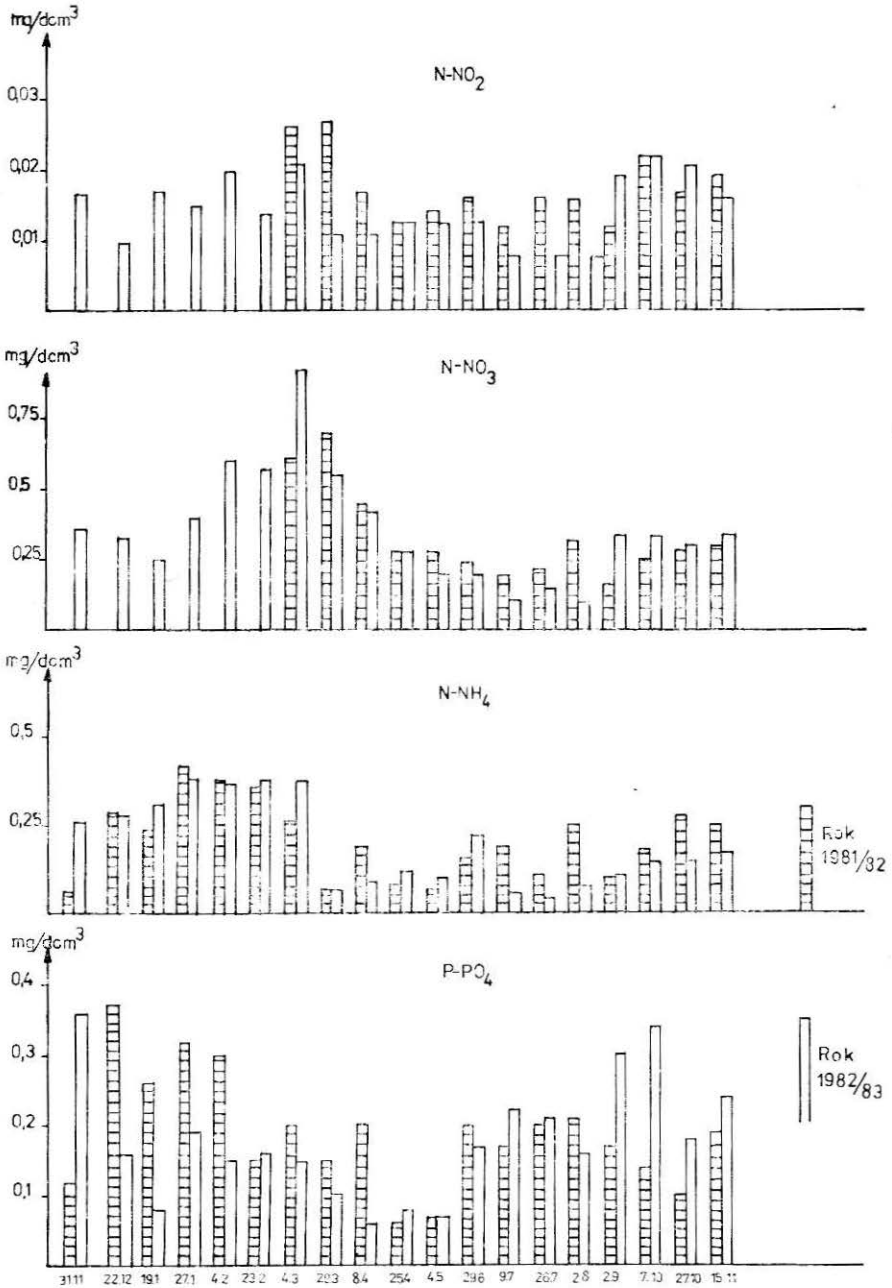 mg/dcm³
N-NO₂
0,03
0,02
0,01
mg/dcm³
N-NO₃
0,75
0,5
0,25
mg/dcm³
N-NH₄
0,5
0,25
Rok
1981/82
mg/dcm³
P-PO₄
0,4
0,3
0,2
0,1
Rok
1982/83
22.12 19.1 27.1 4.2 23.2 4.3 29.3 8.4 25.4 4.5 29.6 9.7 26.7 2.8 2.9 7.10 27.10 15.11